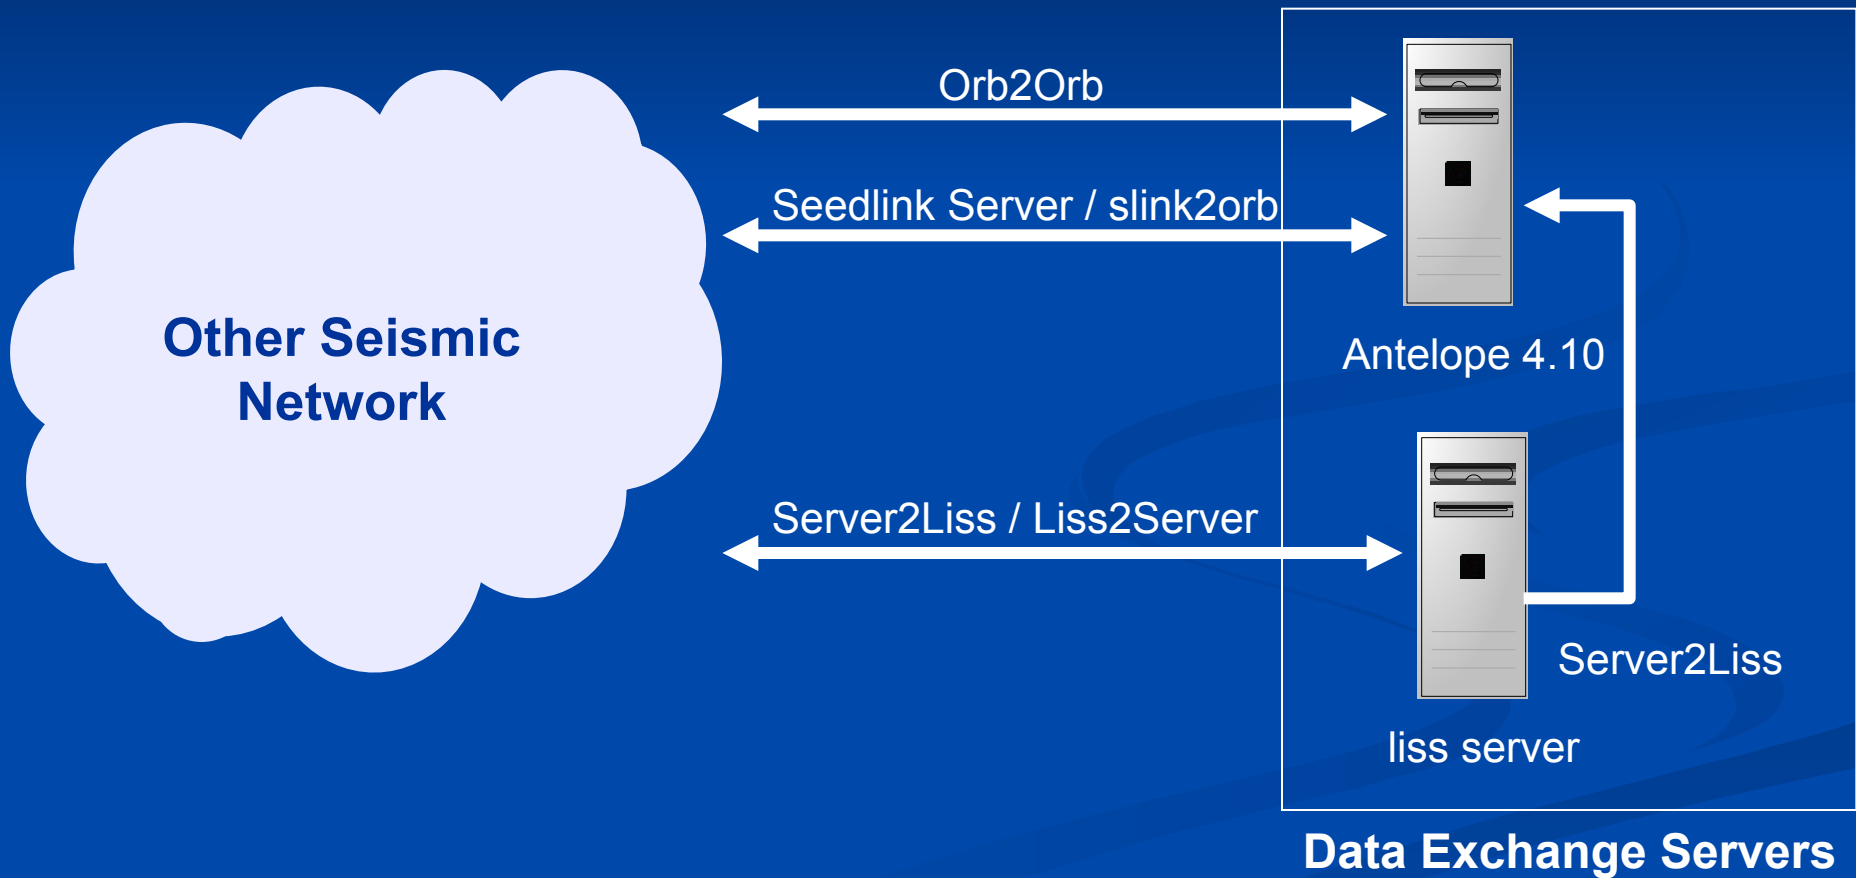 Orb2Orb
Seedlink Server / slink2orb
Other Seismic
Network
Antelope 4.10
Server2Liss / Liss2Server
Server2Liss
liss server
Data Exchange Servers